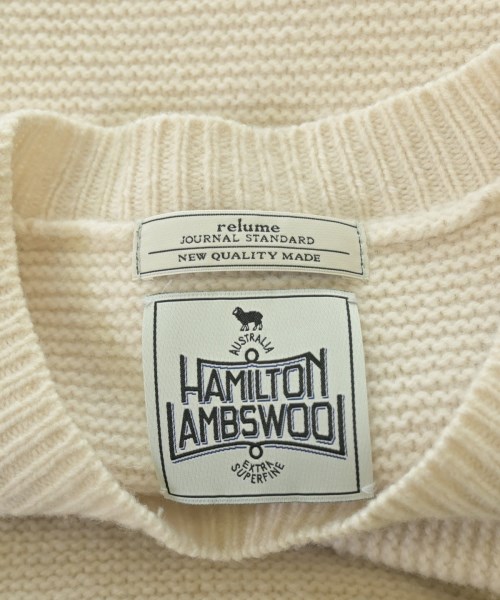 relume
JOURNAL STANDARD
NEW QUALITY MADE
AUSTRALIA
HAMILTON
LAMBSWOOL
EXTRA
SUPERFINE